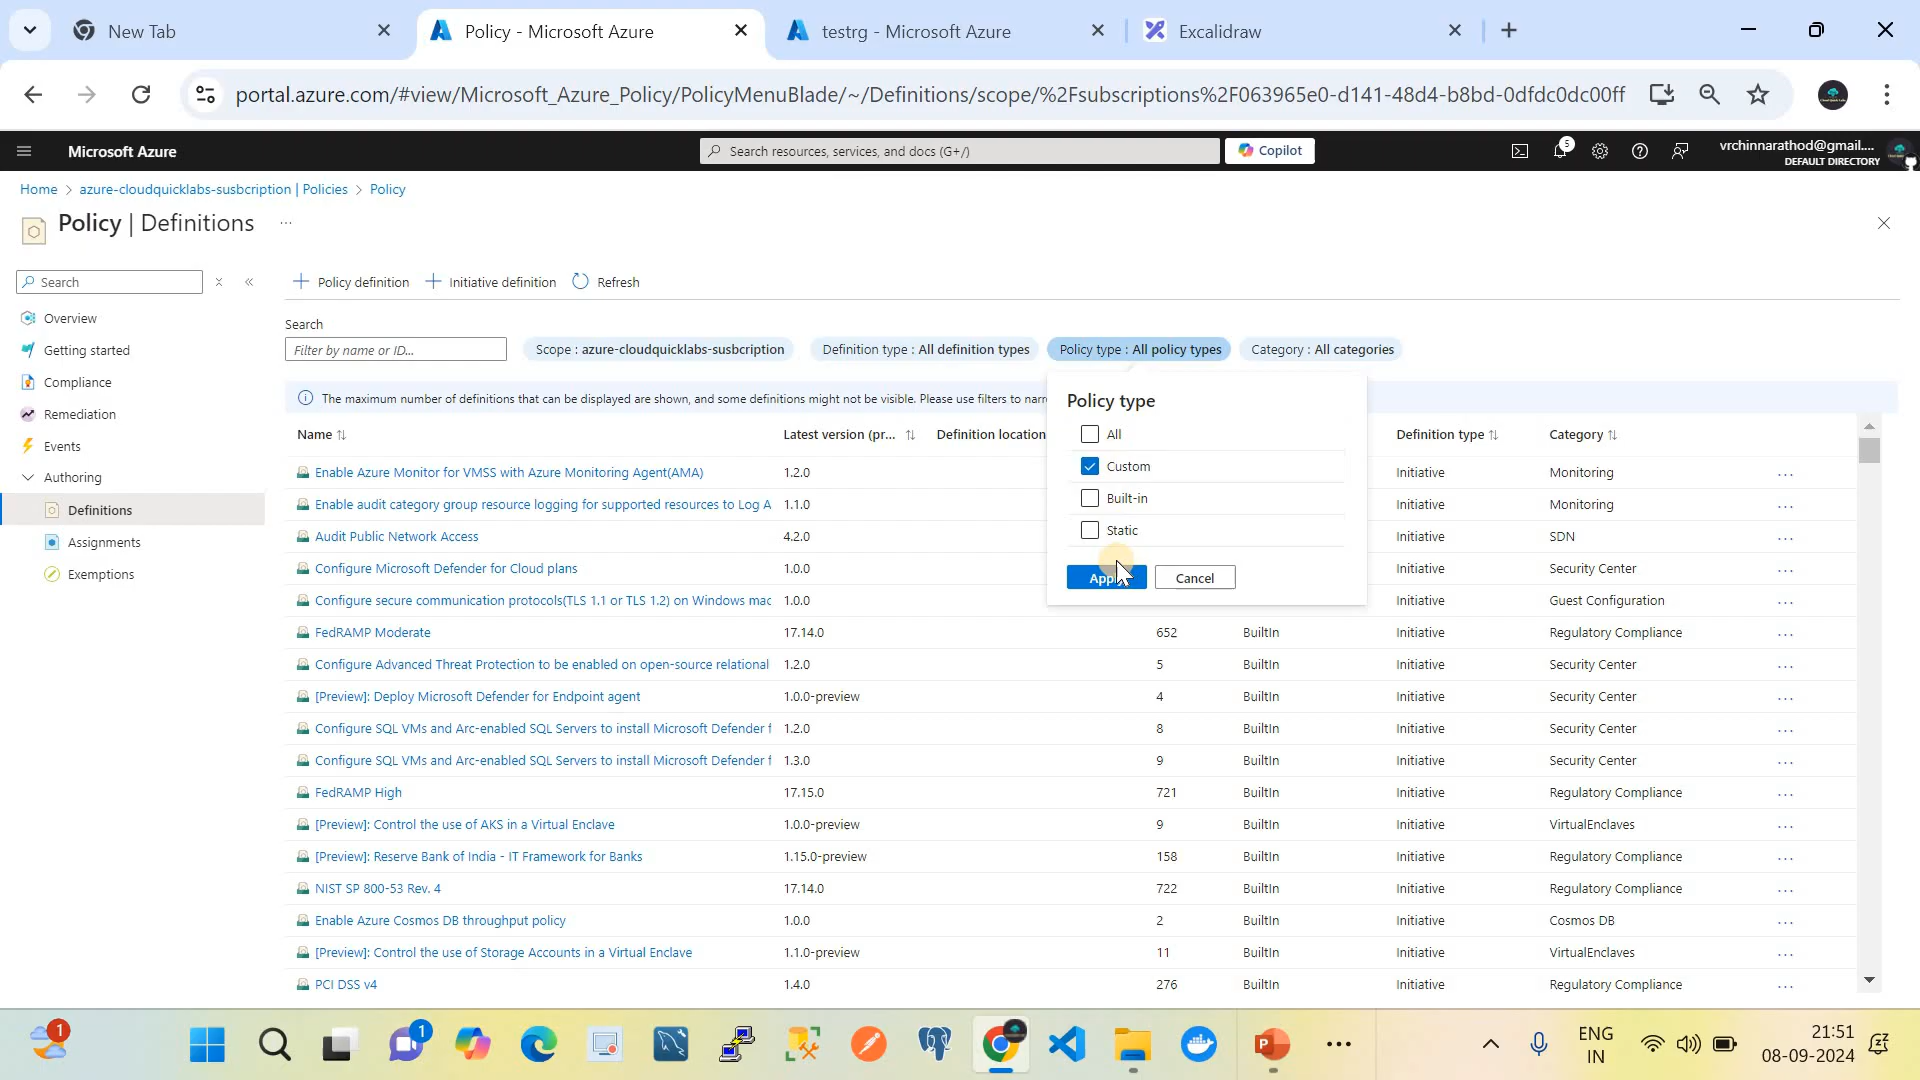 New Tab
Policy - Microsoft Azure
testrg - Microsoft Azure
Excalidraw
portal.azure.com/#view/Microsoft_Azure_Policy/PolicyMenuBlade/~/Definitions/scope/%2Fsubscriptions%2F063965e0-d141-48d4-b8bd-0dfdc0dc00ff
Microsoft Azure
Search resources, services, and docs (G+/)
Copilot
5
vrchinnarathod@gmail....
DEFAULT DIRECTORY
Home > azure-cloudquicklabs-susbcription | Policies > Policy
Policy | Definitions ...
Search
Overview
Getting started
Compliance
Remediation
Events
Authoring
Definitions
Assignments
Exemptions
Policy definition
Initiative definition
Refresh
Search
Filter by name or ID...
Scope : azure-cloudquicklabs-susbcription
Definition type : All definition types
Policy type : All policy types
Category : All categories
The maximum number of definitions that can be displayed are shown, and some definitions might not be visible. Please use filters to narr
Policy type
All
Custom
Built-in
Static
Cancel
Name Latest version (pr... Definition location Definition type Category
Enable Azure Monitor for VMSS with Azure Monitoring Agent(AMA) 1.2.0 Initiative Monitoring ...
Enable audit category group resource logging for supported resources to Log A 1.1.0 Initiative Monitoring ...
Audit Public Network Access 4.2.0 Initiative SDN ...
Configure Microsoft Defender for Cloud plans 1.0.0 Initiative Security Center ...
Configure secure communication protocols(TLS 1.1 or TLS 1.2) on Windows mac 1.0.0 Initiative Guest Configuration ...
FedRAMP Moderate 17.14.0 652 BuiltIn Initiative Regulatory Compliance ...
Configure Advanced Threat Protection to be enabled on open-source relational 1.2.0 5 BuiltIn Initiative Security Center ...
[Preview]: Deploy Microsoft Defender for Endpoint agent 1.0.0-preview 4 BuiltIn Initiative Security Center ...
Configure SQL VMs and Arc-enabled SQL Servers to install Microsoft Defender f 1.2.0 8 BuiltIn Initiative Security Center ...
Configure SQL VMs and Arc-enabled SQL Servers to install Microsoft Defender f 1.3.0 9 BuiltIn Initiative Security Center ...
FedRAMP High 17.15.0 721 BuiltIn Initiative Regulatory Compliance ...
[Preview]: Control the use of AKS in a Virtual Enclave 1.0.0-preview 9 BuiltIn Initiative VirtualEnclaves ...
[Preview]: Reserve Bank of India - IT Framework for Banks 1.15.0-preview 158 BuiltIn Initiative Regulatory Compliance ...
NIST SP 800-53 Rev. 4 17.14.0 722 BuiltIn Initiative Regulatory Compliance ...
Enable Azure Cosmos DB throughput policy 1.0.0 2 BuiltIn Initiative Cosmos DB ...
[Preview]: Control the use of Storage Accounts in a Virtual Enclave 1.1.0-preview 11 BuiltIn Initiative VirtualEnclaves ...
PCI DSS v4 1.4.0 276 BuiltIn Initiative Regulatory Compliance ...
1
1
ENG
IN
21:51
08-09-2024